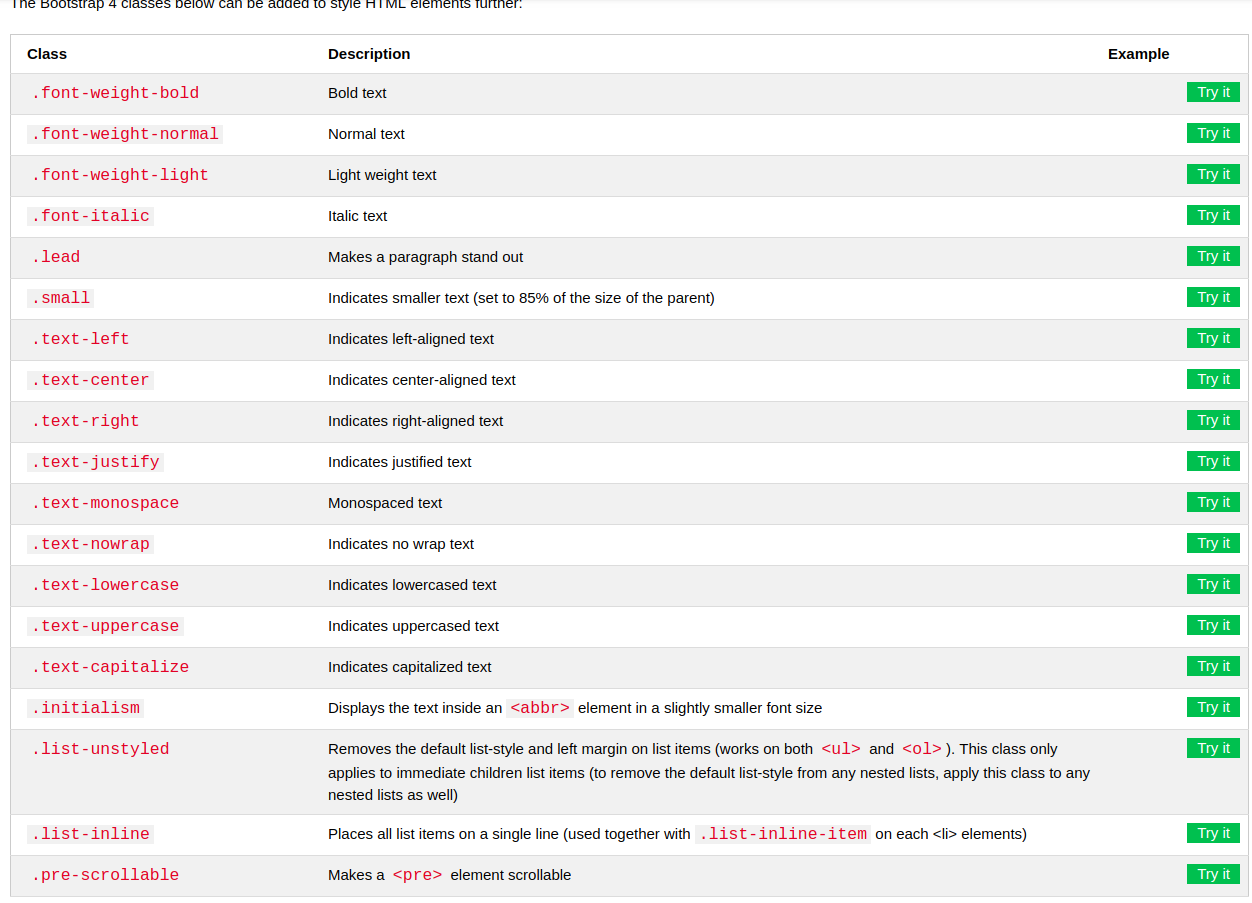 The Bootstrap 4 classes below can be added to style HTML elements further:
Class Description Example
.font-weight-bold Bold text Try it
.font-weight-normal Normal text Try it
.font-weight-light Light weight text Try it
.font-italic Italic text Try it
.lead Makes a paragraph stand out Try it
.small Indicates smaller text (set to 85% of the size of the parent) Try it
.text-left Indicates left-aligned text Try it
.text-center Indicates center-aligned text Try it
.text-right Indicates right-aligned text Try it
.text-justify Indicates justified text Try it
.text-monospace Monospaced text Try it
.text-nowrap Indicates no wrap text Try it
.text-lowercase Indicates lowercased text Try it
.text-uppercase Indicates uppercased text Try it
.text-capitalize Indicates capitalized text Try it
.initialism Displays the text inside an <abbr> element in a slightly smaller font size Try it
.list-unstyled Removes the default list-style and left margin on list items (works on both <ul> and <ol> ). This class only Try it
applies to immediate children list items (to remove the default list-style from any nested lists, apply this class to any
nested lists as well)
.list-inline Places all list items on a single line (used together with .list-inline-item on each <li> elements) Try it
.pre-scrollable Makes a <pre> element scrollable Try it